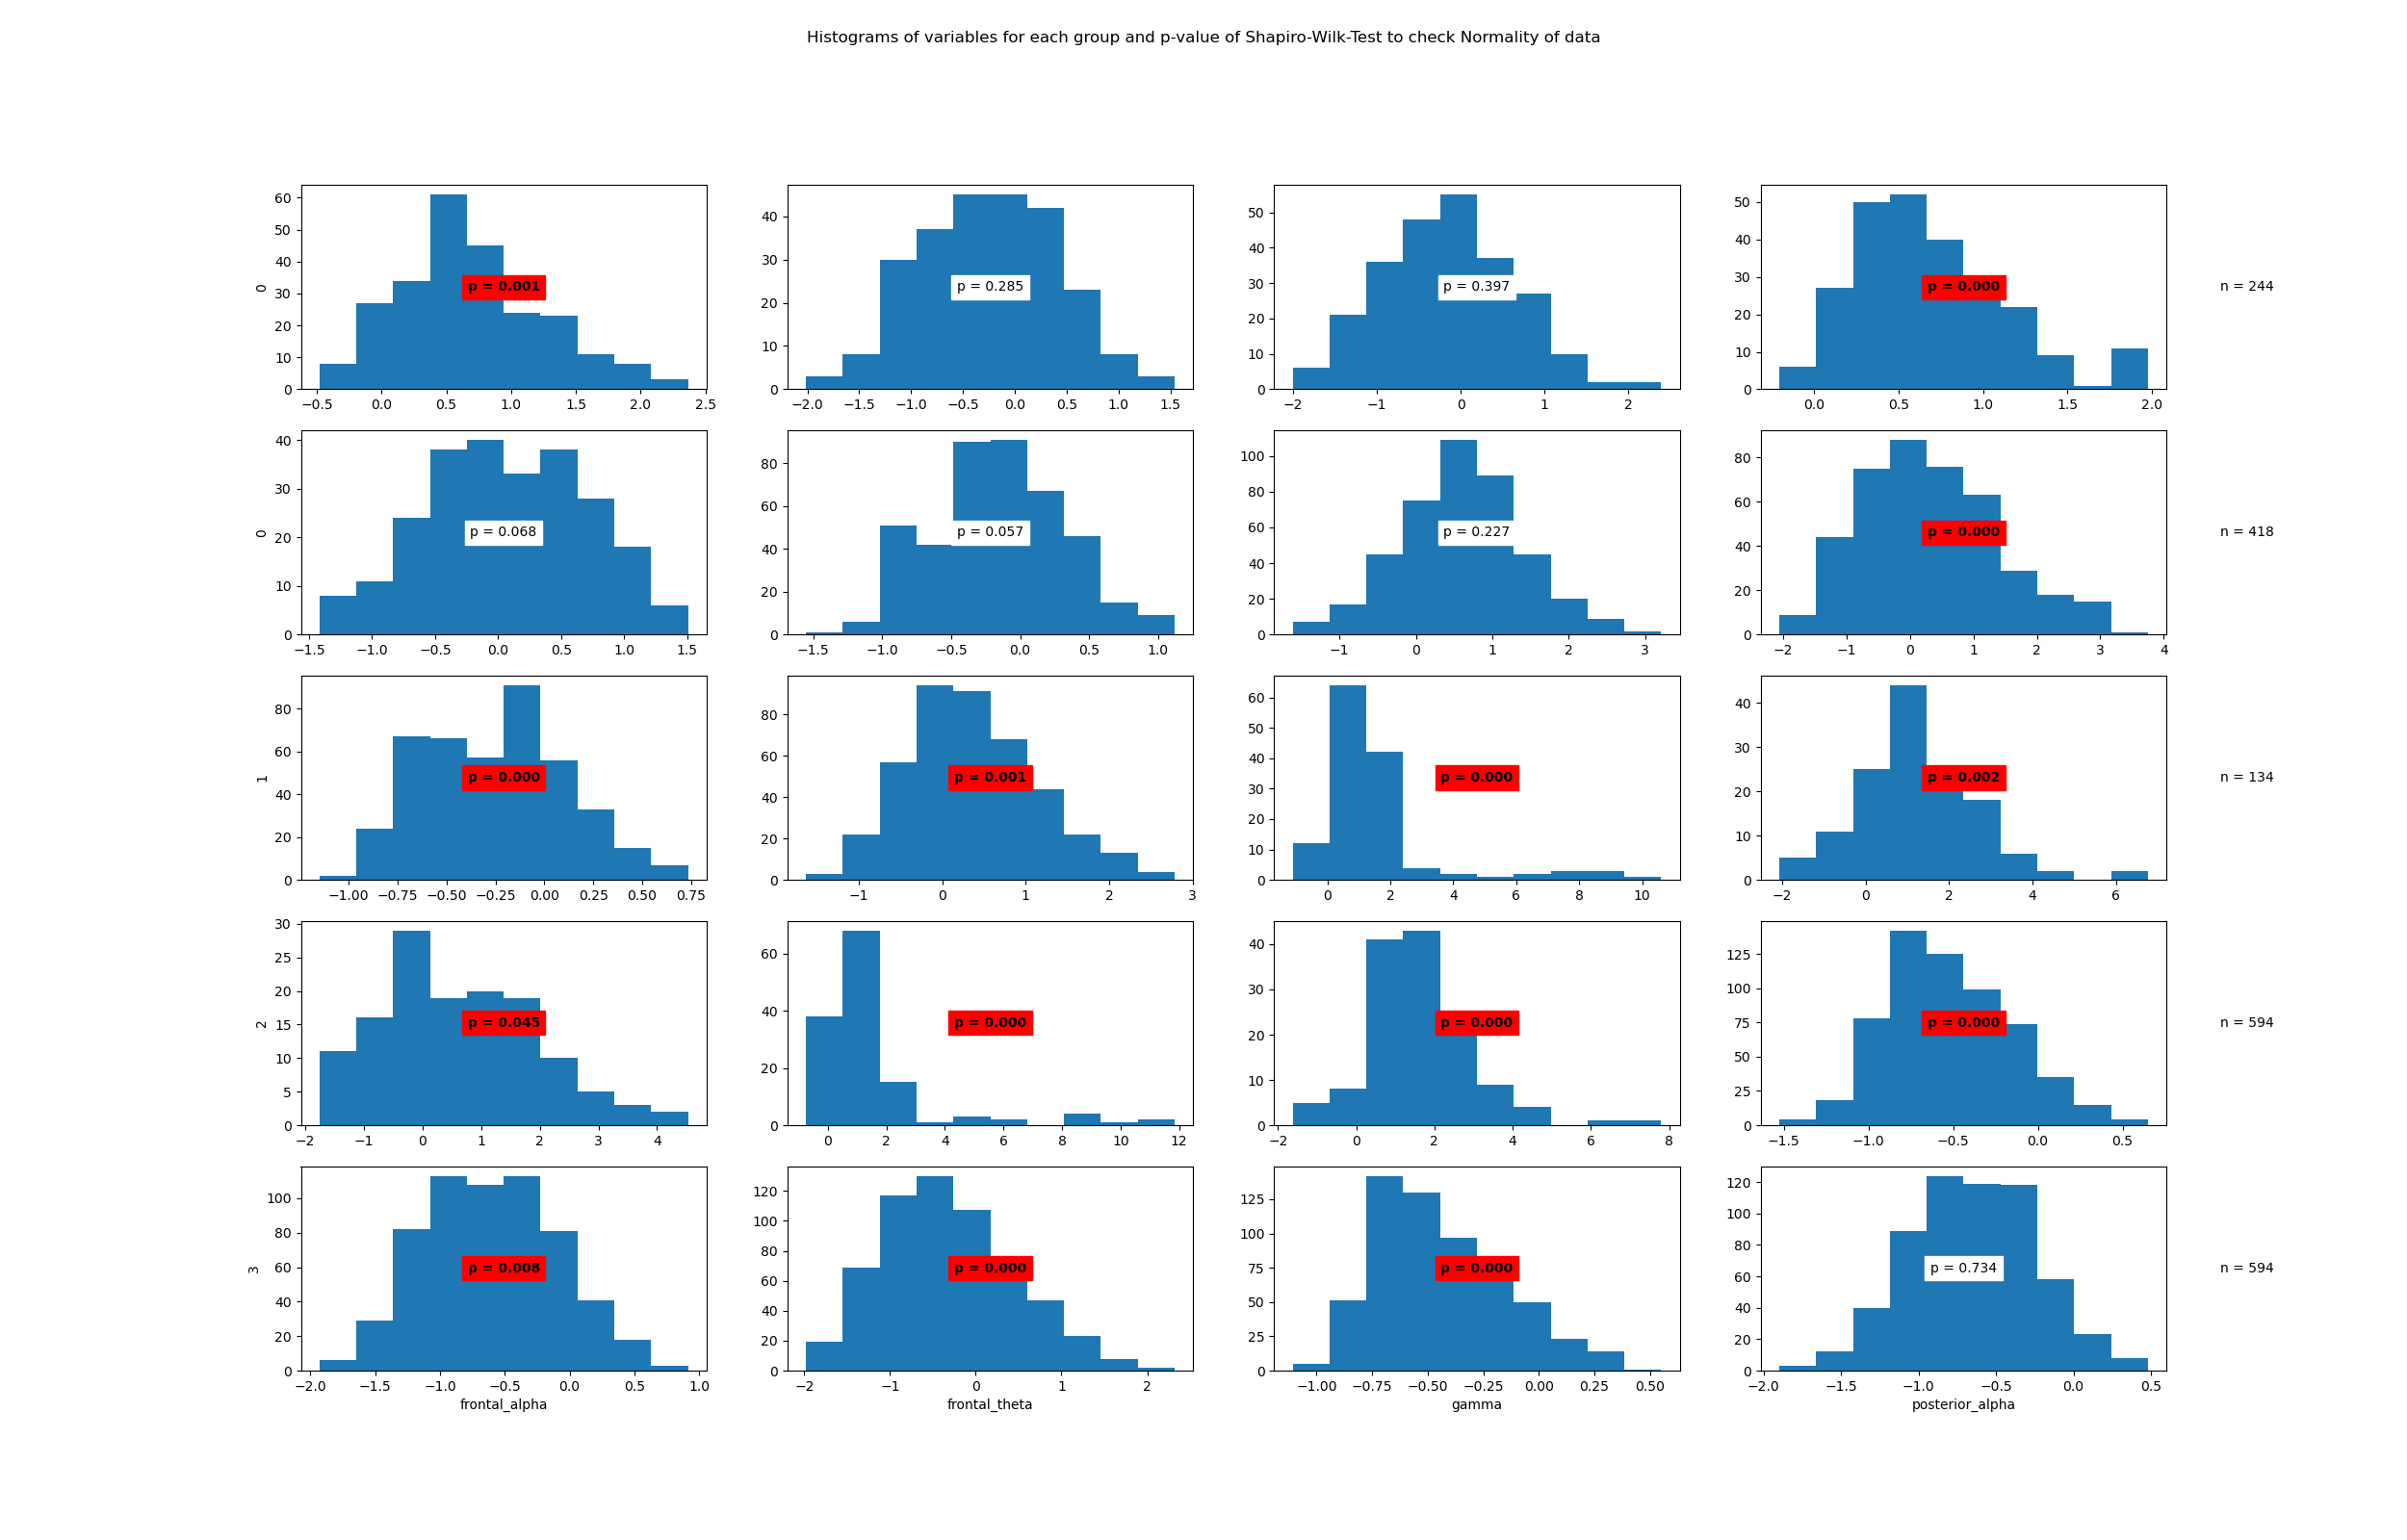 Histograms of variables for each group and p-value of Shapiro-Wilk-Test to check Normality of data
60
50
40
30
20
10
0
0
p = 0.001
−0.5 0.0 0.5 1.0 1.5 2.0 2.5
40
30
20
10
0
p = 0.285
−2.0 −1.5 −1.0 −0.5 0.0 0.5 1.0 1.5
50
40
30
20
10
0
p = 0.397
−2 −1 0 1 2
50
40
30
20
10
0
p = 0.000
0.0 0.5 1.0 1.5 2.0
n = 244
40
30
20
10
0
0
p = 0.068
−1.5 −1.0 −0.5 0.0 0.5 1.0 1.5
80
60
40
20
0
p = 0.057
−1.5 −1.0 −0.5 0.0 0.5 1.0
100
80
60
40
20
0
p = 0.227
−1 0 1 2 3
80
60
40
20
0
p = 0.000
−2 −1 0 1 2 3 4
n = 418
80
60
40
20
0
1
p = 0.000
−1.00 −0.75 −0.50 −0.25 0.00 0.25 0.50 0.75
80
60
40
20
0
p = 0.001
−1 0 1 2 3
60
50
40
30
20
10
0
p = 0.000
0 2 4 6 8 10
40
30
20
10
0
p = 0.002
−2 0 2 4 6
n = 134
30
25
20
15
10
5
0
2
p = 0.045
−2 −1 0 1 2 3 4
60
40
20
0
p = 0.000
0 2 4 6 8 10 12
40
30
20
10
0
p = 0.000
−2 0 2 4 6 8
125
100
75
50
25
0
p = 0.000
−1.5 −1.0 −0.5 0.0 0.5
n = 594
100
80
60
40
20
0
3
p = 0.008
−2.0 −1.5 −1.0 −0.5 0.0 0.5 1.0
frontal_alpha
120
100
80
60
40
20
0
p = 0.000
−2 −1 0 1 2
frontal_theta
125
100
75
50
25
0
p = 0.000
−1.00 −0.75 −0.50 −0.25 0.00 0.25 0.50
gamma
120
100
80
60
40
20
0
p = 0.734
−2.0 −1.5 −1.0 −0.5 0.0 0.5
posterior_alpha
n = 594